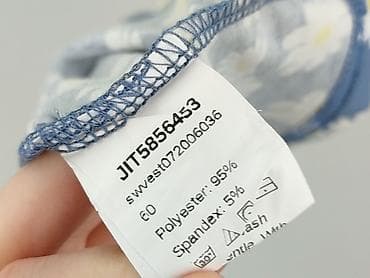 JIT5856453
swvest072006036
60
Polyester: 95%
Spandex: 5%